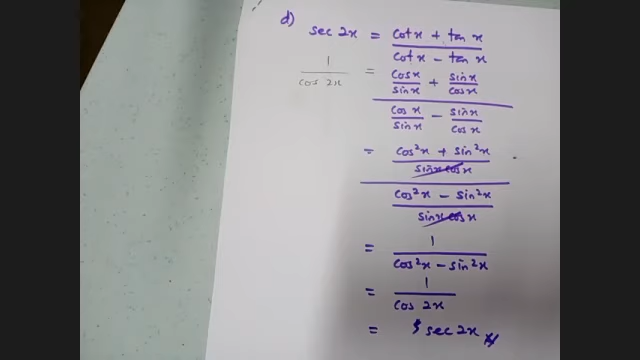 d) sec 2x = cot x + tan x / cot x - tan x
1 / cos 2x = cos x / sin x + sin x / cos x
cos x / sin x - sin x / cos x
= cos²x + sin²x / sin x cos x
cos²x - sin²x / sin x cos x
= 1 / cos²x - sin²x
= 1 / cos 2x
= sec 2x